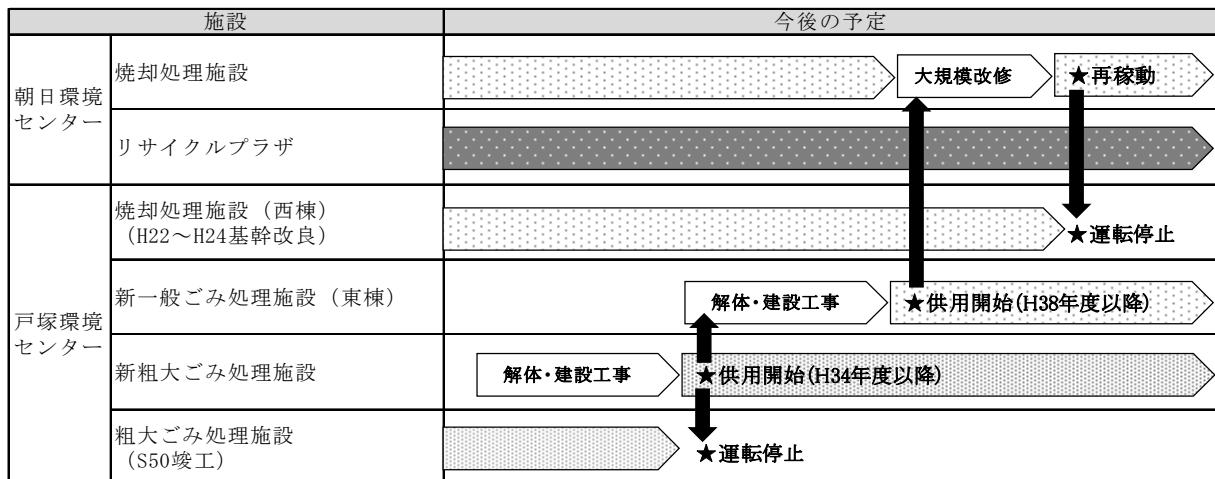 施設
今後の予定
朝日環境
センター
焼却処理施設
大規模改修
★再稼動
リサイクルプラザ
戸塚環境
センター
焼却処理施設（西棟）
（H22～H24基幹改良）
★運転停止
新一般ごみ処理施設（東棟）
解体・建設工事
★供用開始(H38年度以降)
新粗大ごみ処理施設
解体・建設工事
★供用開始(H34年度以降)
粗大ごみ処理施設
（S50竣工）
★運転停止